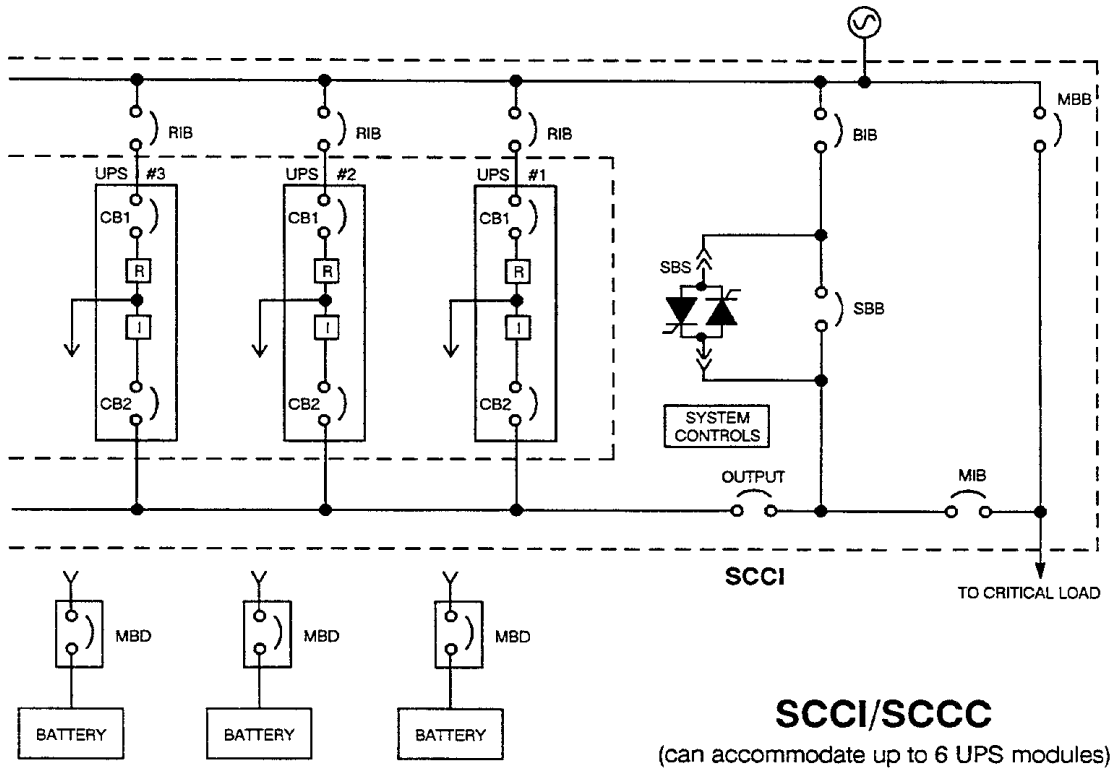 MBB
RIB
RIB
RIB
BIB
UPS #3
UPS #2
UPS #1
CB1
CB1
CB1
R
R
R
SBS
SBB
I
I
I
CB2
CB2
CB2
SYSTEM
CONTROLS
OUTPUT
MIB
SCCI
TO CRITICAL LOAD
MBD
MBD
MBD
BATTERY
BATTERY
BATTERY
SCCI/SCCC
(can accommodate up to 6 UPS modules)